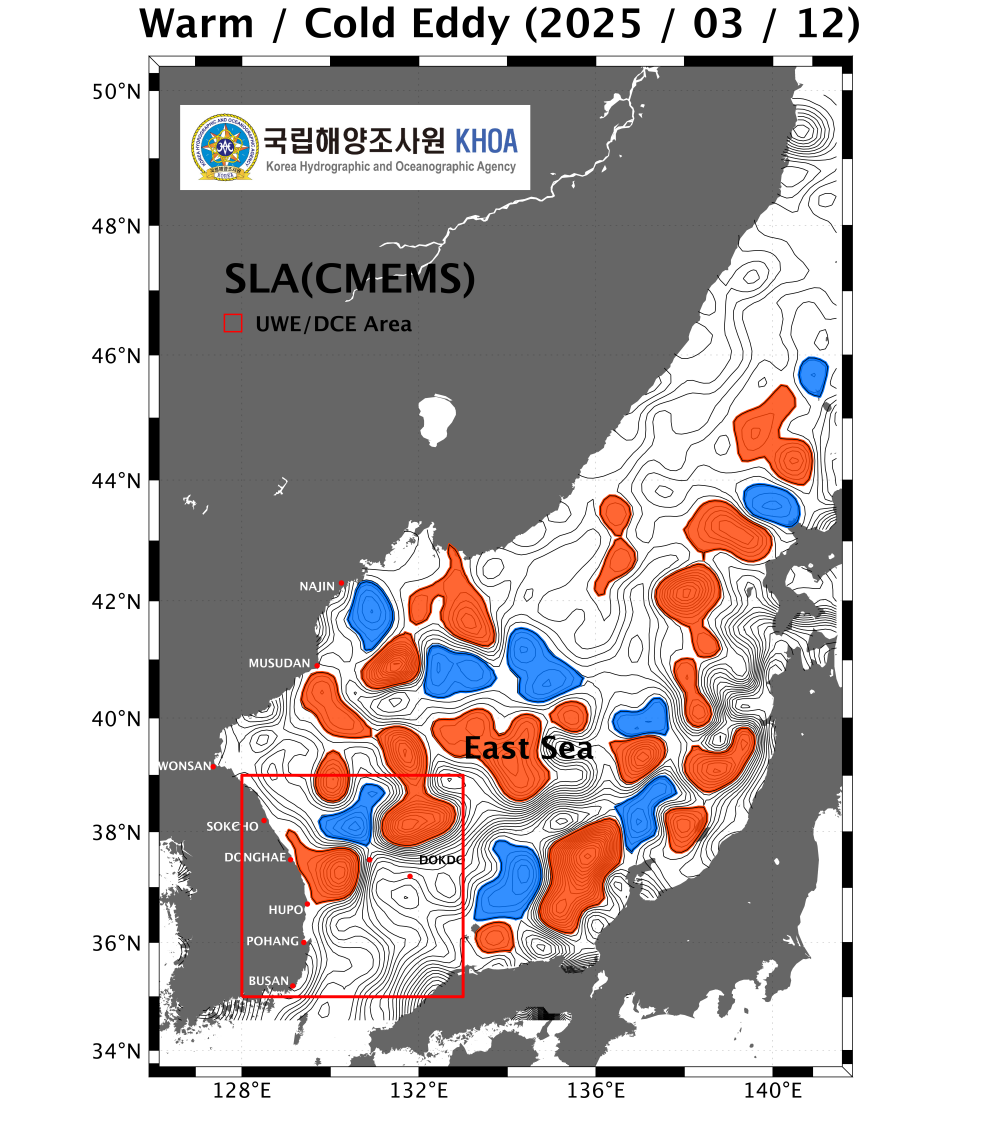 Warm / Cold Eddy (2025 / 03 / 12)
50°N
48°N
46°N
44°N
42°N
40°N
38°N
36°N
34°N
128°E
132°E
136°E
140°E
국립해양조사원 KHOA
Korea Hydrographic and Oceanographic Agency
SLA(CMEMS)
UWE/DCE Area
NAJIN
MUSUDAN
WONSAN
East Sea
SOKCHO
DONGHAE
DOKDO
HUPO
POHANG
BUSAN